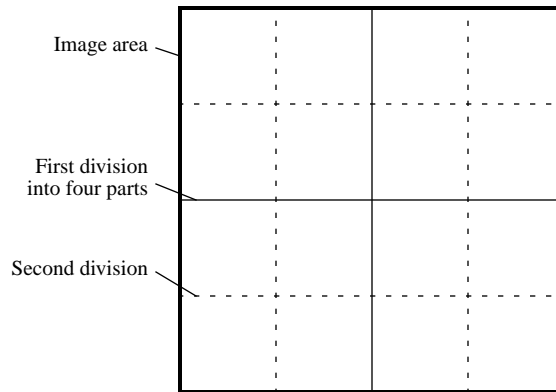 Image area
First division
into four parts
Second division